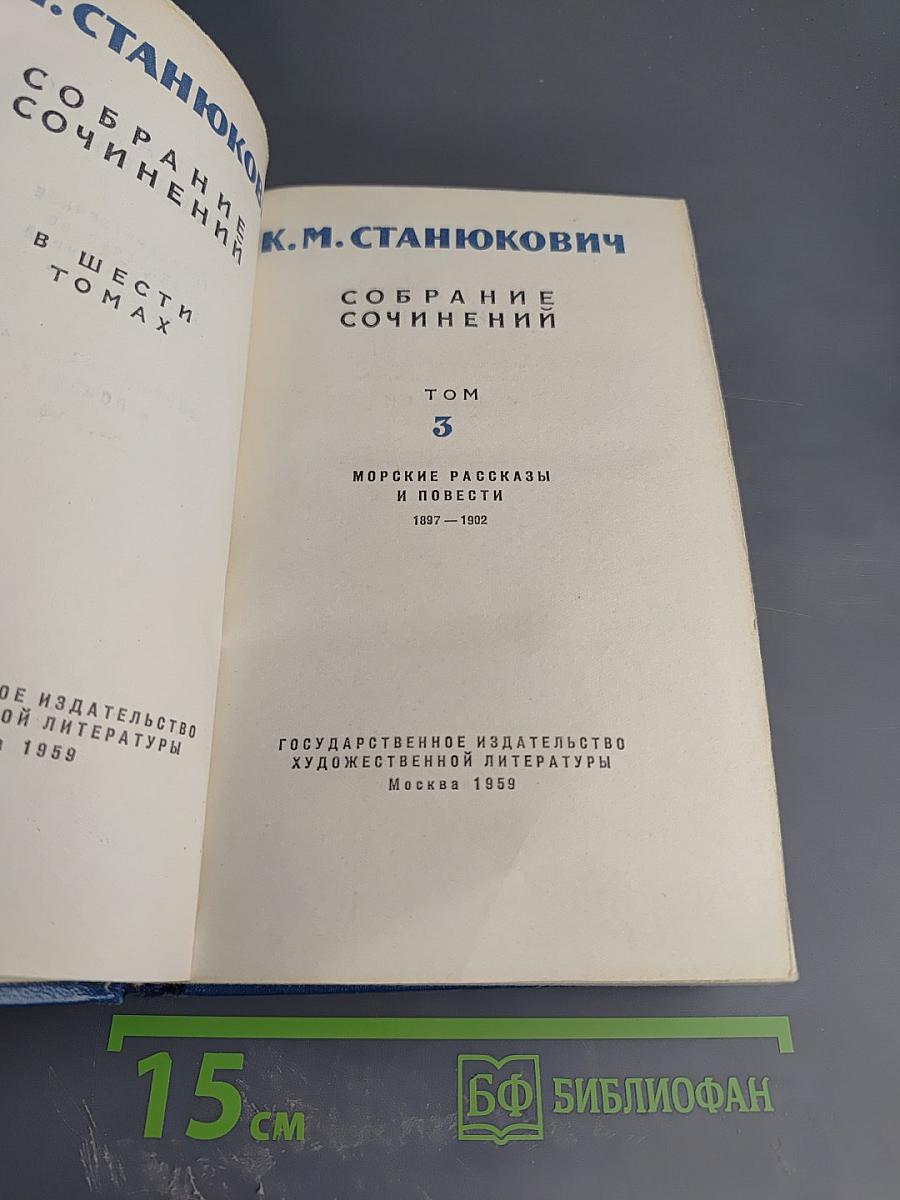 М. СТАНЮКОВ
СОБРАНИЕ
СОЧИНЕНИЙ
В ШЕСТИ
ТОМАХ
ОЕ ИЗДАТЕЛЬСТВО
ОЙ ЛИТЕРАТУРЫ
1959
К. М. СТАНЮКОВИЧ
СОБРАНИЕ
СОЧИНЕНИЙ
ТОМ
3
МОРСКИЕ РАССКАЗЫ
И ПОВЕСТИ
1897 — 1902
ГОСУДАРСТВЕННОЕ ИЗДАТЕЛЬСТВО
ХУДОЖЕСТВЕННОЙ ЛИТЕРАТУРЫ
Москва 1959
15 см
БФ БИБЛИОФАН